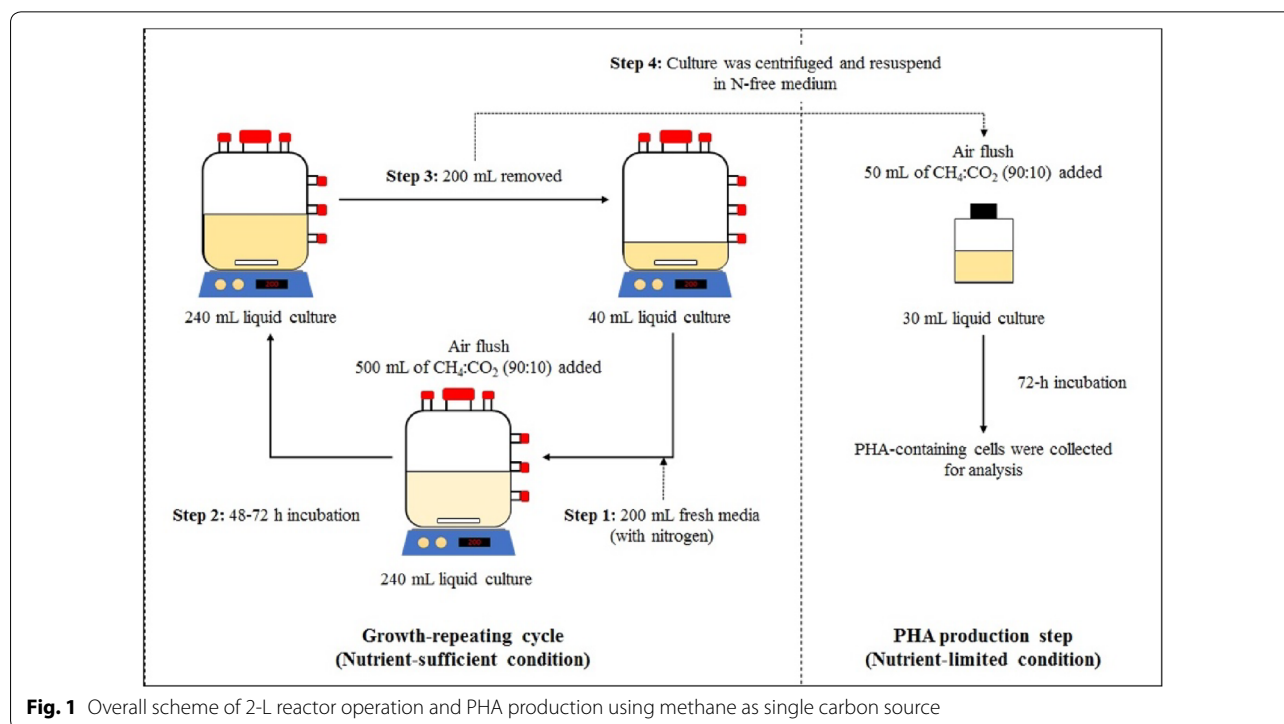 Step 4: Culture was centrifuged and resuspend
in N-free medium
Step 3: 200 mL removed
Air flush
50 mL of CH₄:CO₂ (90:10) added
200
200
240 mL liquid culture
40 mL liquid culture
30 mL liquid culture
Air flush
500 mL of CH₄:CO₂ (90:10) added
72-h incubation
PHA-containing cells were collected
for analysis
Step 2: 48-72 h incubation
Step 1: 200 mL fresh media
(with nitrogen)
200
240 mL liquid culture
Growth-repeating cycle
(Nutrient-sufficient condition)
PHA production step
(Nutrient-limited condition)
Fig. 1 Overall scheme of 2-L reactor operation and PHA production using methane as single carbon source